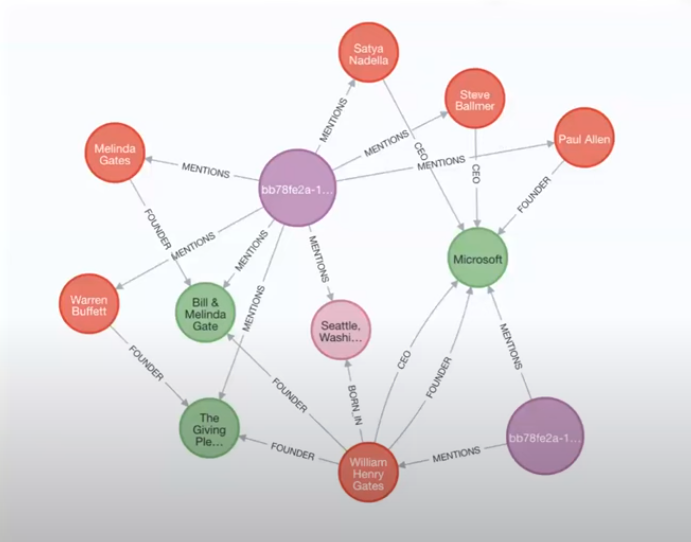 Satya
Nadella
Steve
Ballmer
Paul Allen
Melinda
Gates
MENTIONS
MENTIONS
CEO
MENTIONS
CEO
MENTIONS
bb78fe2a-1...
FOUNDER
FOUNDER
MENTIONS
MENTIONS
MENTIONS
Microsoft
Warren
Buffett
Bill &
Melinda
Gate
MENTIONS
Seattle,
Washi...
FOUNDER
CEO
FOUNDER
MENTIONS
FOUNDER
BORN_IN
The
Giving
Ple...
FOUNDER
William
Henry
Gates
MENTIONS
bb78fe2a-1...